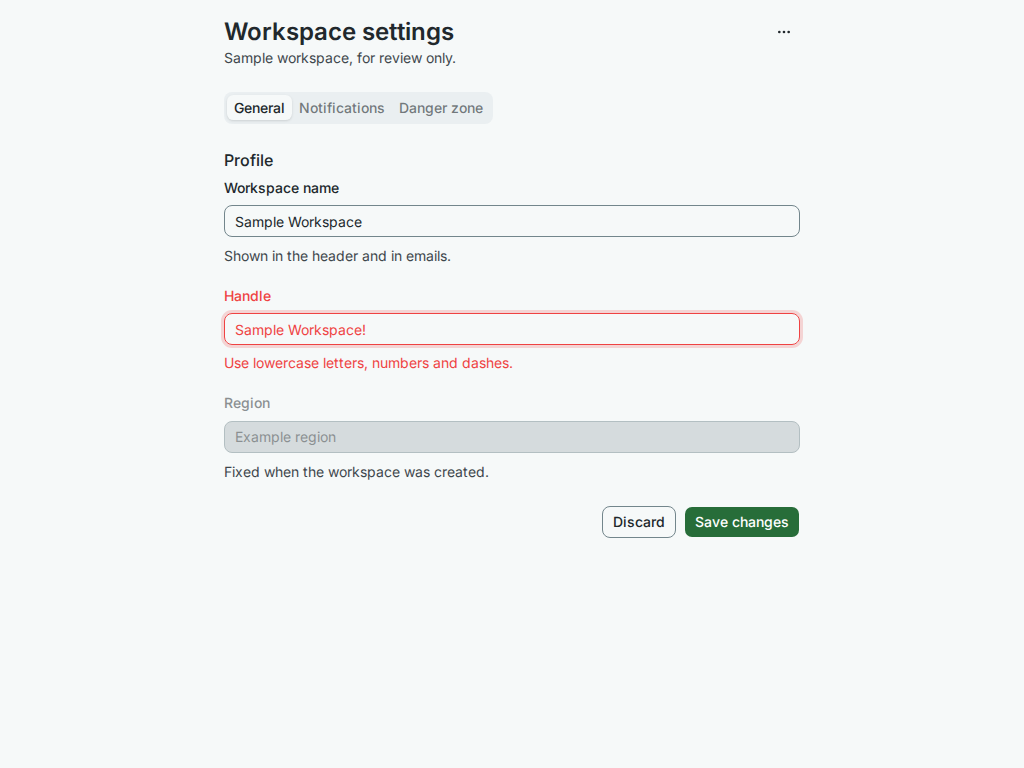 Workspace settings
Sample workspace, for review only.
General Notifications Danger zone
Profile
Workspace name
Sample Workspace
Shown in the header and in emails.
Handle
Sample Workspace!
Use lowercase letters, numbers and dashes.
Region
Example region
Fixed when the workspace was created.
Discard Save changes